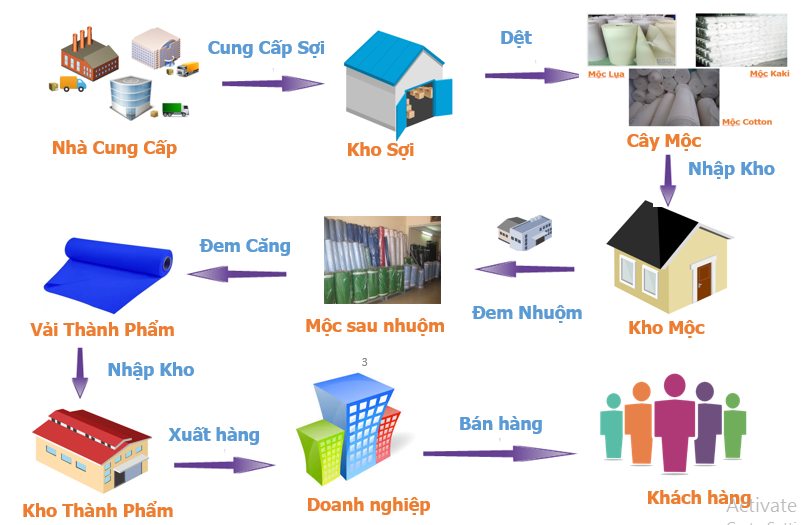 Cung Cấp Sợi
Dệt
Mộc Lụa
Mộc Kaki
Mộc Cotton
Nhà Cung Cấp
Kho Sợi
Cây Mộc
Nhập Kho
Đem Căng
Vải Thành Phẩm
Mộc sau nhuộm
Đem Nhuộm
Kho Mộc
Nhập Kho
3
Xuất hàng
Bán hàng
Kho Thành Phẩm
Doanh nghiệp
Khách hàng
Activate